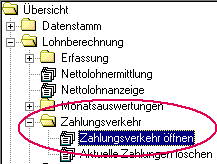 Übersicht
Datenstamm
Lohnberechnung
Erfassung
Nettolohnermittlung
Nettolohnanzeige
Monatsauswertungen
Zahlungsverkehr
Zahlungsverkehr öffnen
Aktuelle Zahlungen löschen